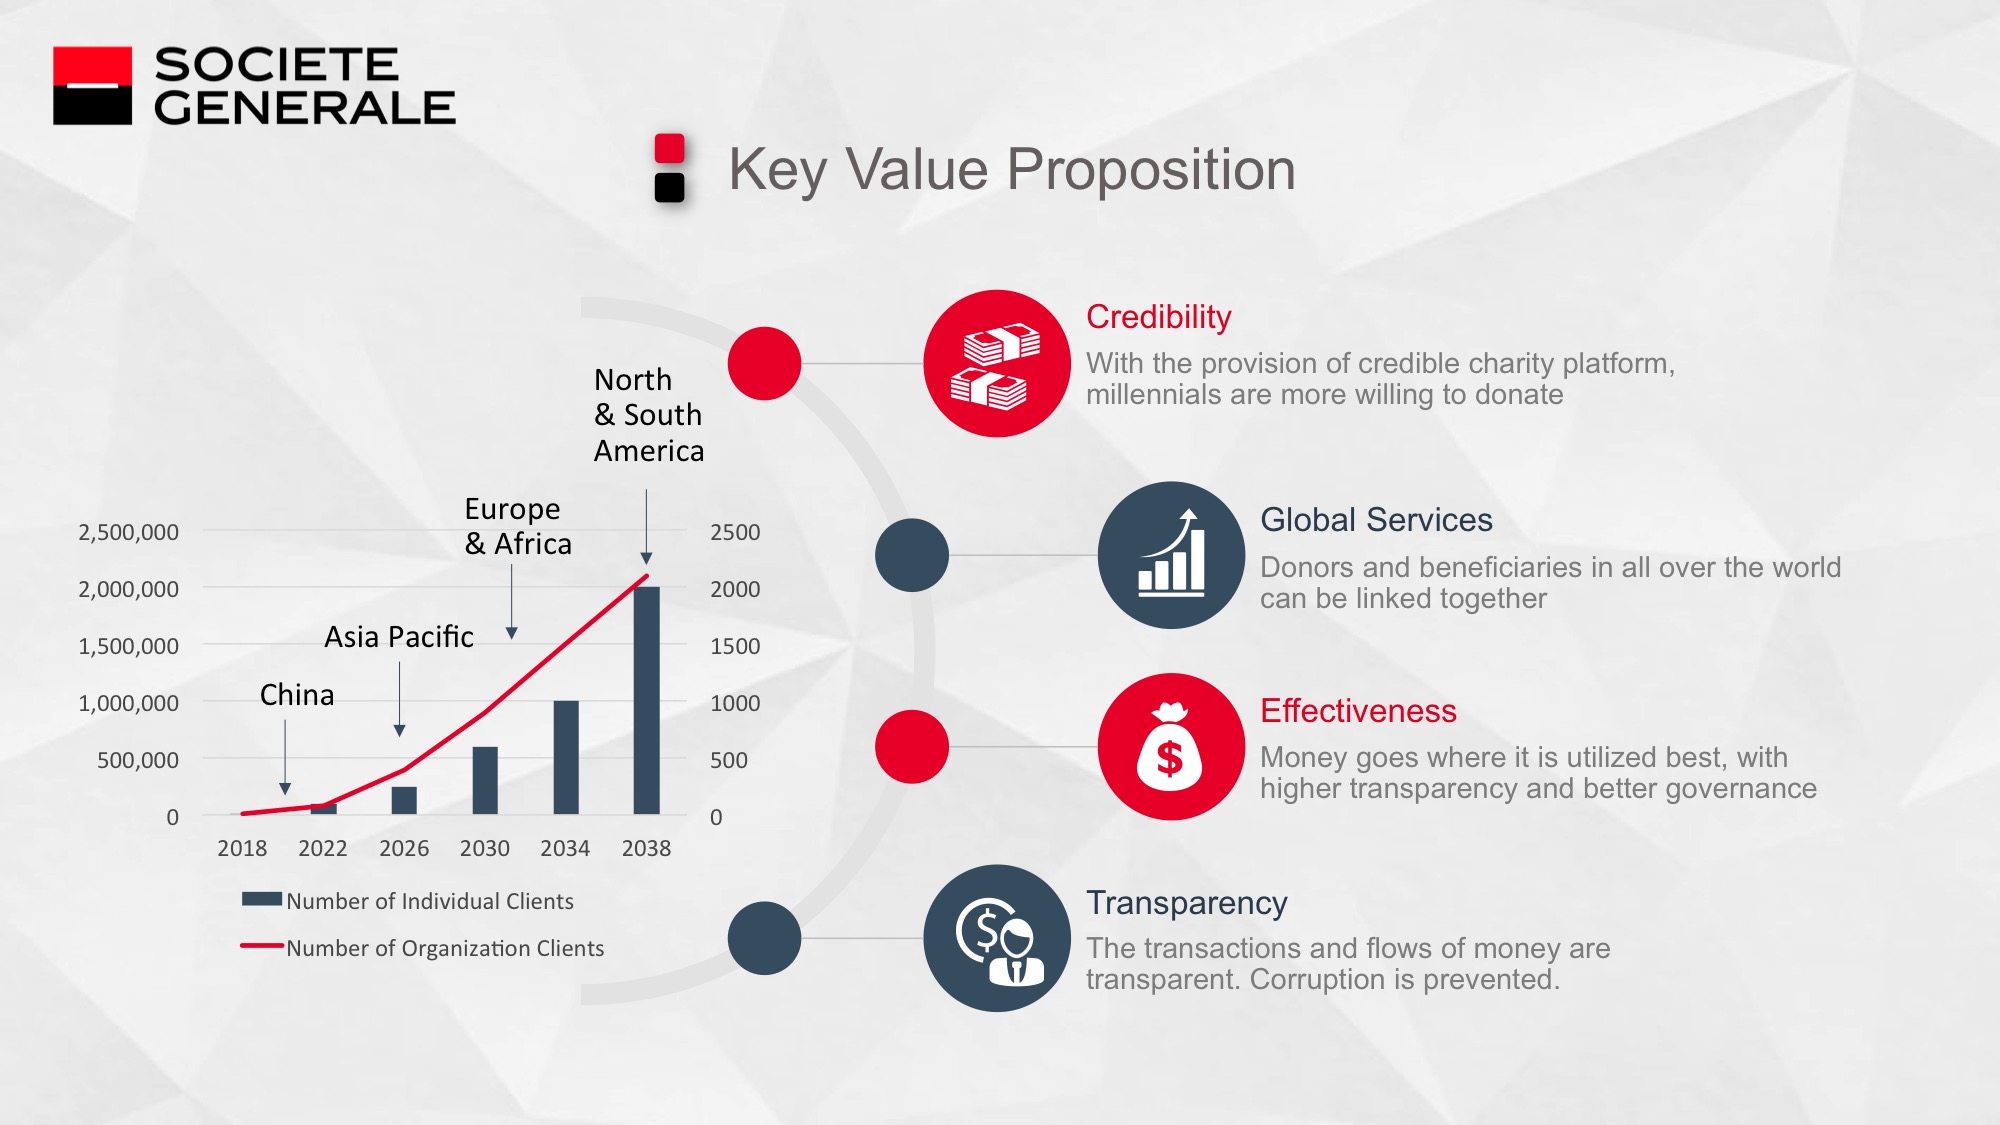 SOCIETE
GENERALE
Key Value Proposition
North
& South
America
Europe
& Africa
Asia Pacific
China
2,500,000
2,000,000
1,500,000
1,000,000
500,000
0
2500
2000
1500
1000
500
0
2018 2022 2026 2030 2034 2038
Number of Individual Clients
Number of Organization Clients
Credibility
With the provision of credible charity platform,
millennials are more willing to donate
Global Services
Donors and beneficiaries in all over the world
can be linked together
$
Effectiveness
Money goes where it is utilized best, with
higher transparency and better governance
$
Transparency
The transactions and flows of money are
transparent. Corruption is prevented.